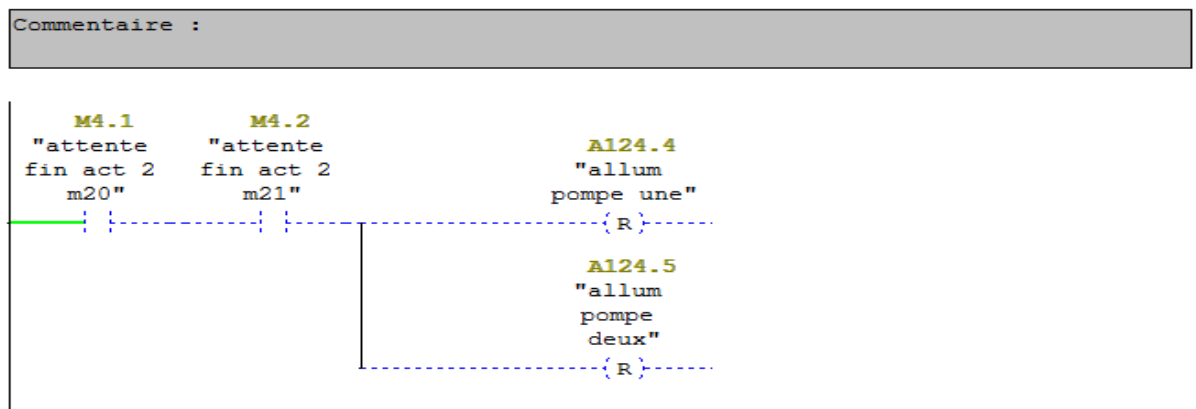 Commentaire :
M4.1 M4.2
"attente "attente A124.4
fin act 2 fin act 2 "allum
m20" m21" pompe une"
R
A124.5
"allum
pompe
deux"
R